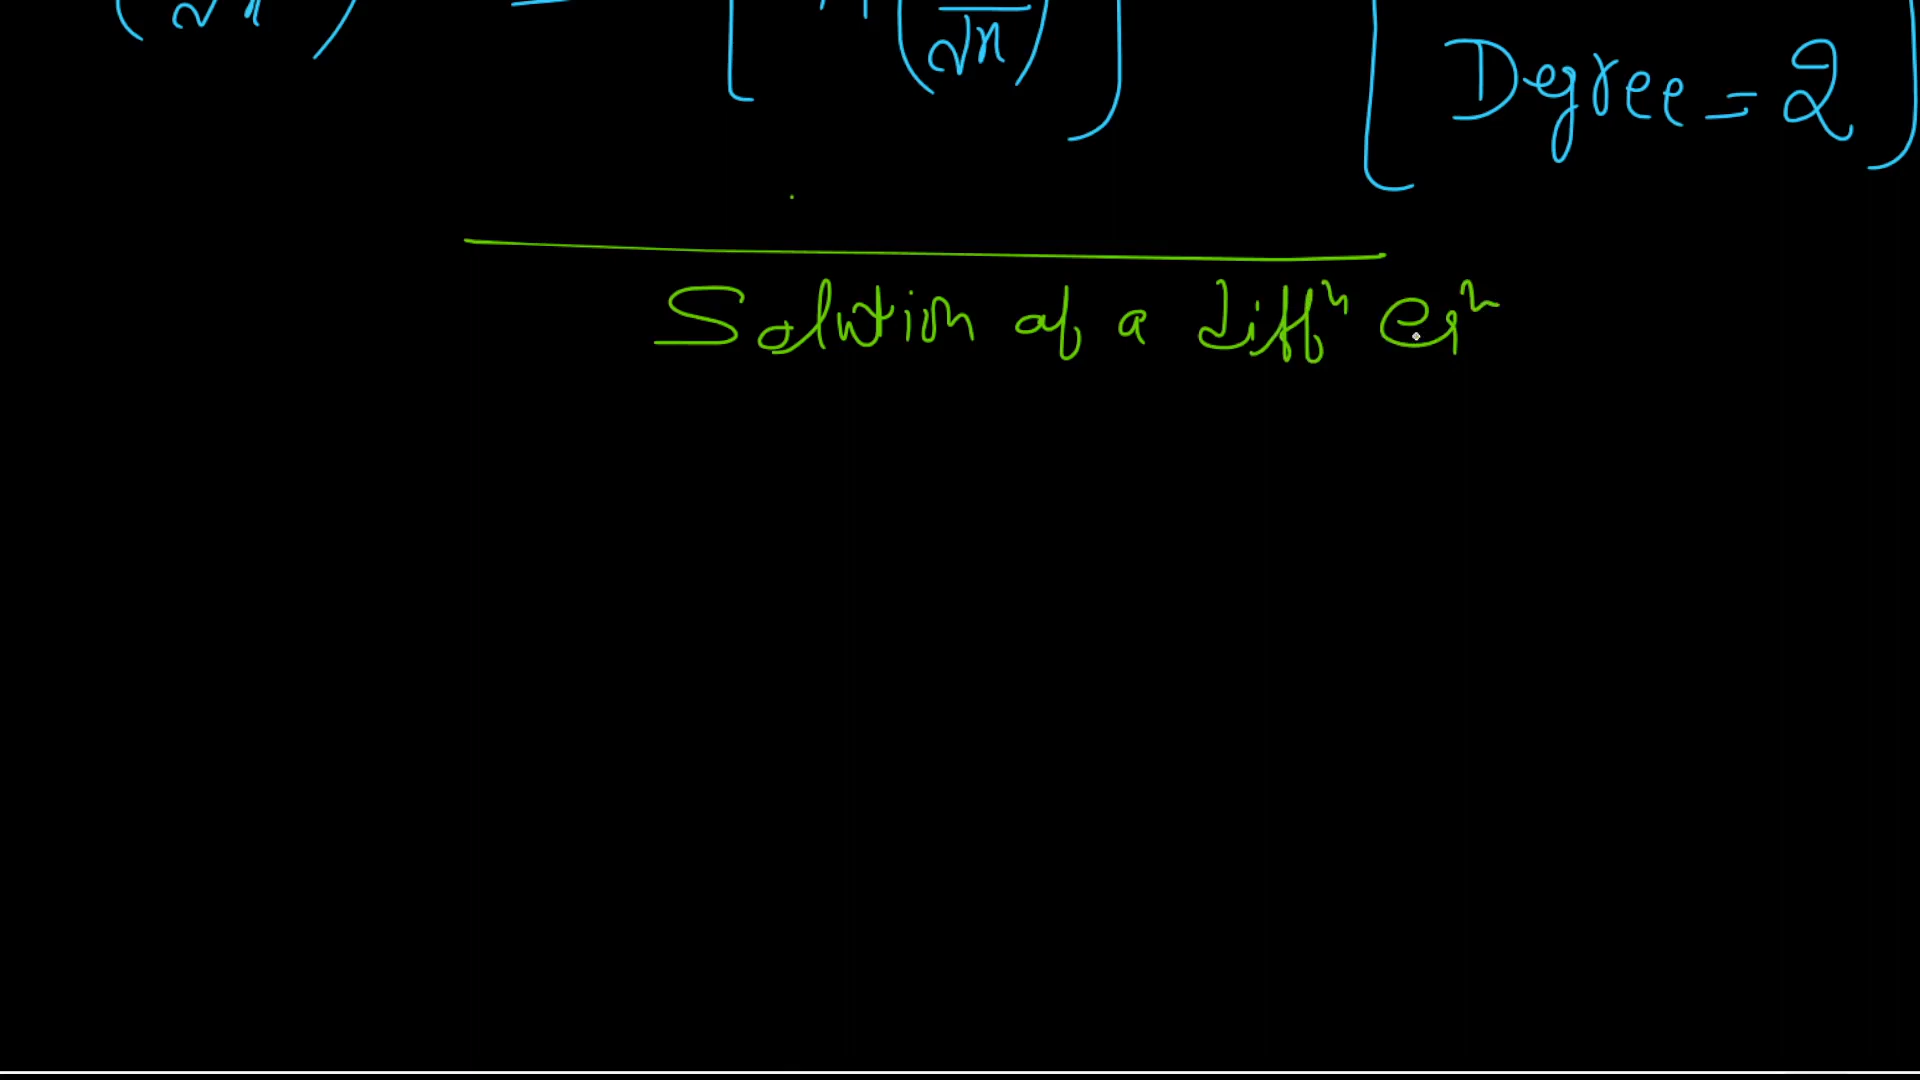 Degree = 2
Solution of a Diffⁿ eqⁿ